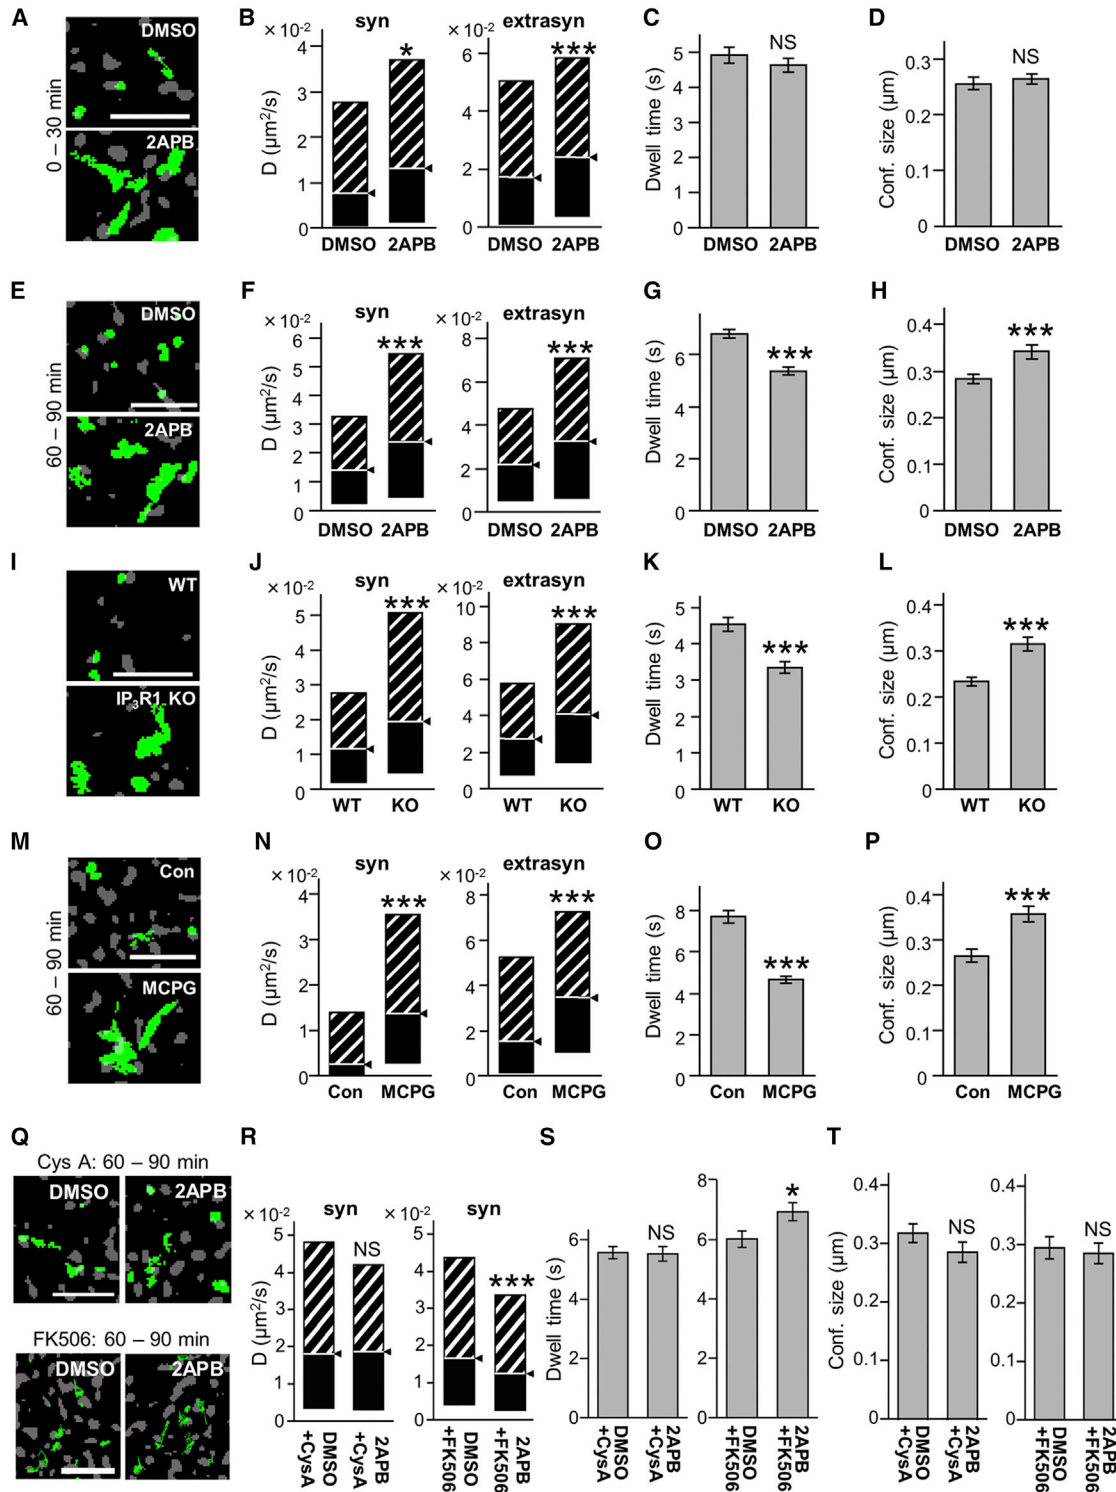 A
0 – 30 min
DMSO
2APB
B
× 10⁻²
syn
D (µm²/s)
4
3
2
1
0
*
DMSO 2APB
× 10⁻²
extrasyn
6
4
2
0
***
DMSO 2APB
C
Dwell time (s)
5
4
3
2
1
0
NS
DMSO 2APB
D
Conf. size (µm)
0.3
0.2
0.1
0
NS
DMSO 2APB
E
60 – 90 min
DMSO
2APB
F
× 10⁻²
syn
D (µm²/s)
6
5
4
3
2
1
0
***
DMSO 2APB
× 10⁻²
extrasyn
8
6
4
2
0
***
DMSO 2APB
G
Dwell time (s)
6
4
2
0
***
DMSO 2APB
H
Conf. size (µm)
0.4
0.3
0.2
0.1
0
***
DMSO 2APB
I
WT
IP₃R1 KO
J
× 10⁻²
syn
D (µm²/s)
5
4
3
2
1
0
***
WT KO
× 10⁻²
extrasyn
10
8
6
4
2
0
***
WT KO
K
Dwell time (s)
5
4
3
2
1
0
***
WT KO
L
Conf. size (µm)
0.4
0.3
0.2
0.1
0
***
WT KO
M
60 – 90 min
Con
MCPG
N
× 10⁻²
syn
D (µm²/s)
4
3
2
1
0
***
Con MCPG
× 10⁻²
extrasyn
8
6
4
2
0
***
Con MCPG
O
Dwell time (s)
8
6
4
2
0
***
Con MCPG
P
Conf. size (µm)
0.4
0.3
0.2
0.1
0
***
Con MCPG
Q
Cys A: 60 – 90 min
DMSO
2APB
FK506: 60 – 90 min
DMSO
2APB
R
× 10⁻²
syn
D (µm²/s)
5
4
3
2
1
0
NS
DMSO
+CysA
2APB
+CysA
× 10⁻²
syn
5
4
3
2
1
0
***
DMSO
+FK506
2APB
+FK506
S
Dwell time (s)
6
4
2
0
NS
DMSO
+CysA
2APB
+CysA
8
6
4
2
0
*
DMSO
+FK506
2APB
+FK506
T
Conf. size (µm)
0.4
0.3
0.2
0.1
0
NS
DMSO
+CysA
2APB
+CysA
0.4
0.3
0.2
0.1
0
NS
DMSO
+FK506
2APB
+FK506